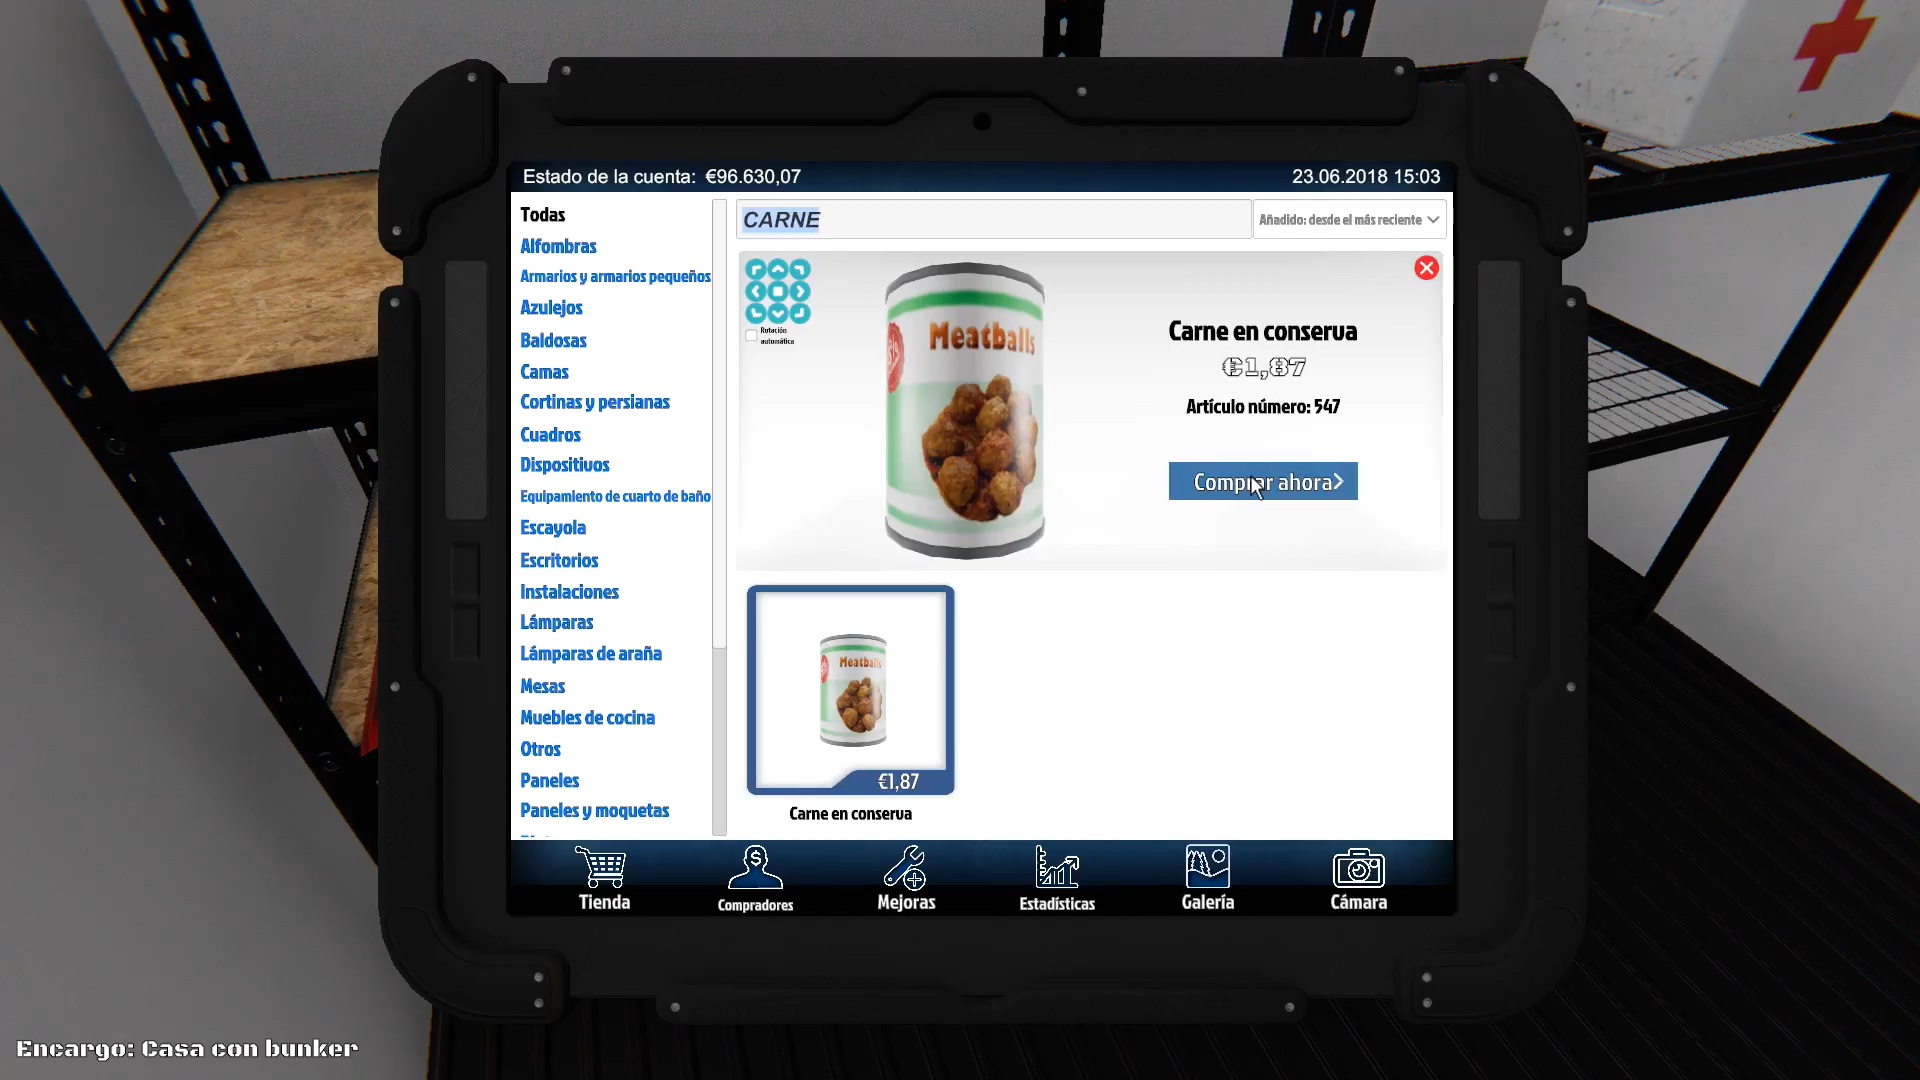 Estado de la cuenta: €96.630,07
23.06.2018 15:03
Todas
Alfombras
Armarios y armarios pequeños
Azulejos
Baldosas
Camas
Cortinas y persianas
Cuadros
Dispositivos
Equipamiento de cuarto de baño
Escayola
Escritorios
Instalaciones
Lámparas
Lámparas de araña
Mesas
Muebles de cocina
Otros
Paneles
Paneles y moquetas
CARNE
Añadido: desde el más reciente
Rotación
automática
Meatballs
Carne en conserva
€1,87
Artículo número: 547
Comprar ahora
Meatballs
€1,87
Carne en conserva
Tienda
Compradores
Mejoras
Estadísticas
Galería
Cámara
Encargo: Casa con bunker